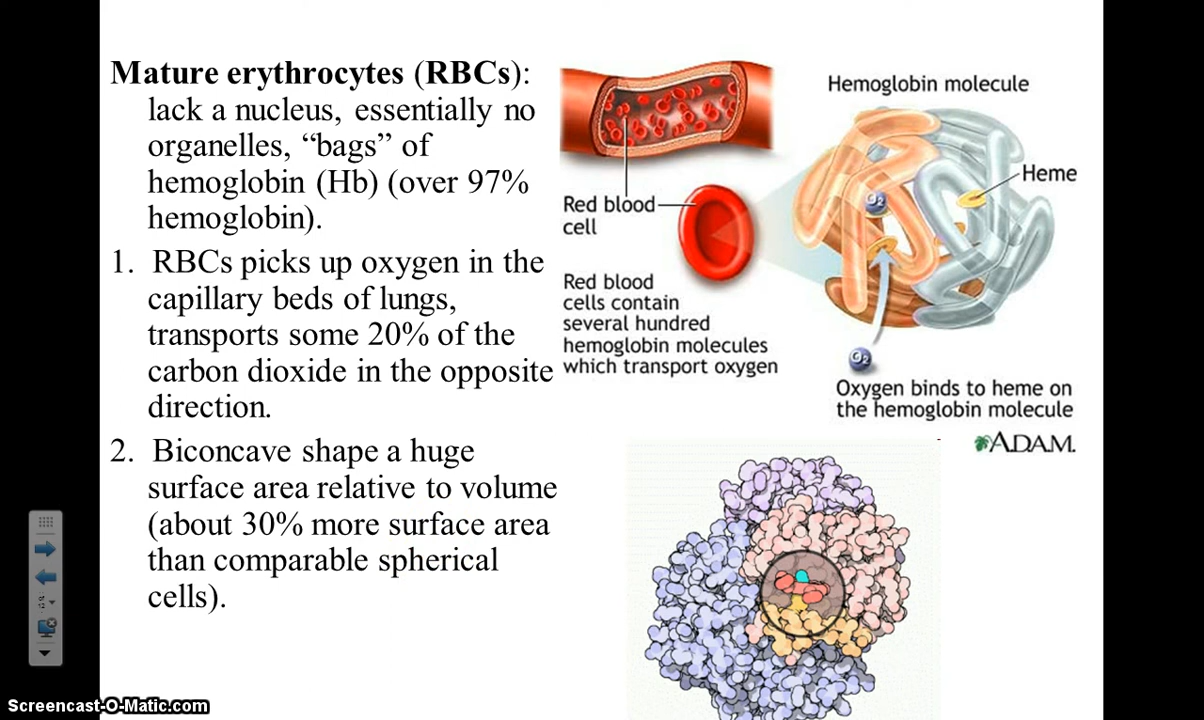 Mature erythrocytes (RBCs):
lack a nucleus, essentially no
organelles, “bags” of
hemoglobin (Hb) (over 97%
hemoglobin).
1. RBCs picks up oxygen in the
capillary beds of lungs,
transports some 20% of the
carbon dioxide in the opposite
direction.
2. Biconcave shape a huge
surface area relative to volume
(about 30% more surface area
than comparable spherical
cells).
Hemoglobin molecule
Heme
O2
Red blood
cell
Red blood
cells contain
several hundred
hemoglobin molecules
which transport oxygen
O2
Oxygen binds to heme on
the hemoglobin molecule
ADAM.
of
12
Screencast-O-Matic.com